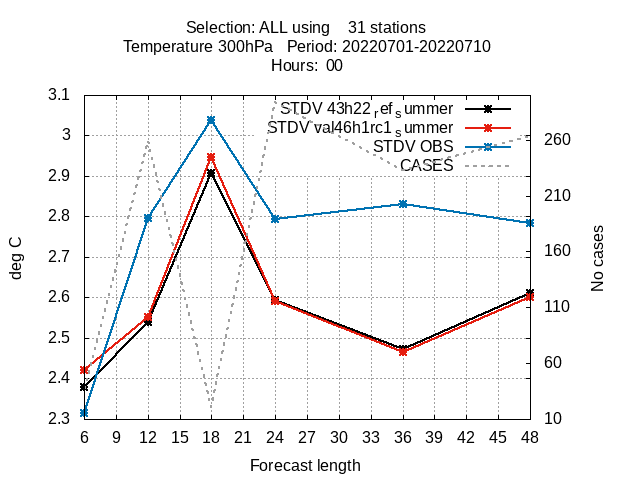 Selection: ALL using    31 stations
Temperature 300hPa   Period: 20220701-20220710
Hours:  00
STDV 43h22ref summer
STDV val46h1rc1summer
STDV OBS
CASES
3.1
3
2.9
2.8
2.7
2.6
2.5
2.4
2.3
deg C
260
210
160
110
60
10
No cases
6 9 12 15 18 21 24 27 30 33 36 39 42 45 48
Forecast length